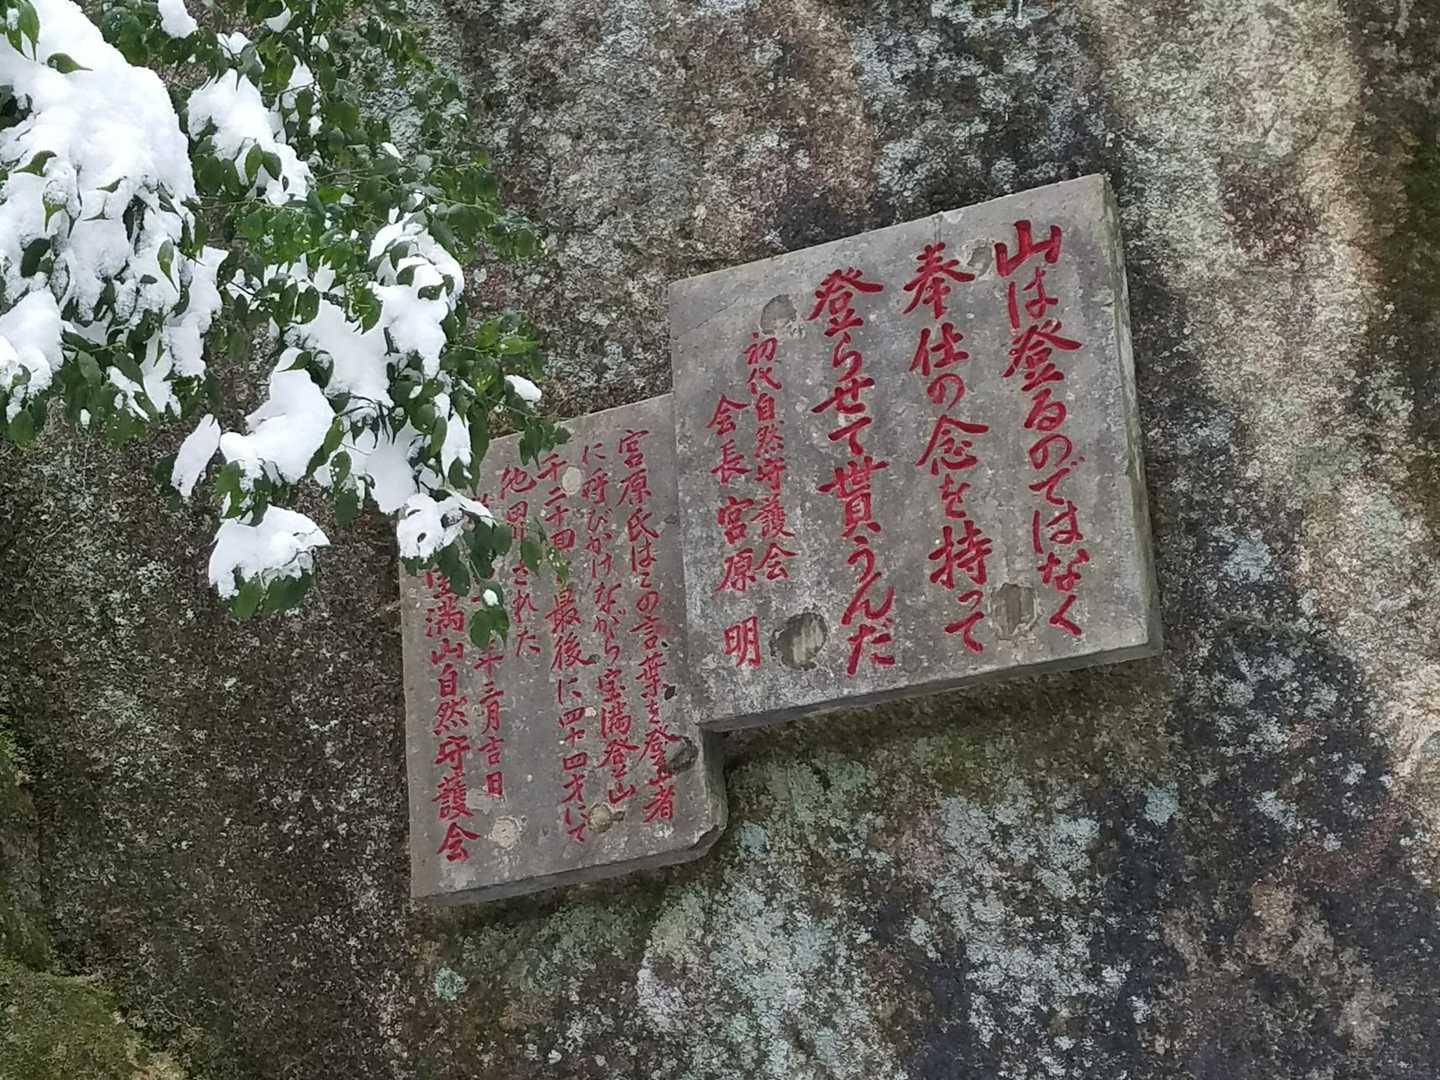 山は登るのではなく
奉仕の念を持って
登らせて貰うんだ
初代自然守護会
会長 宮原 明
宮原氏はこの言葉を登山者
に呼びかけながら宝満登山
千二十回 最後に四十四才にて
された
年三月吉日
宝満山自然守護会